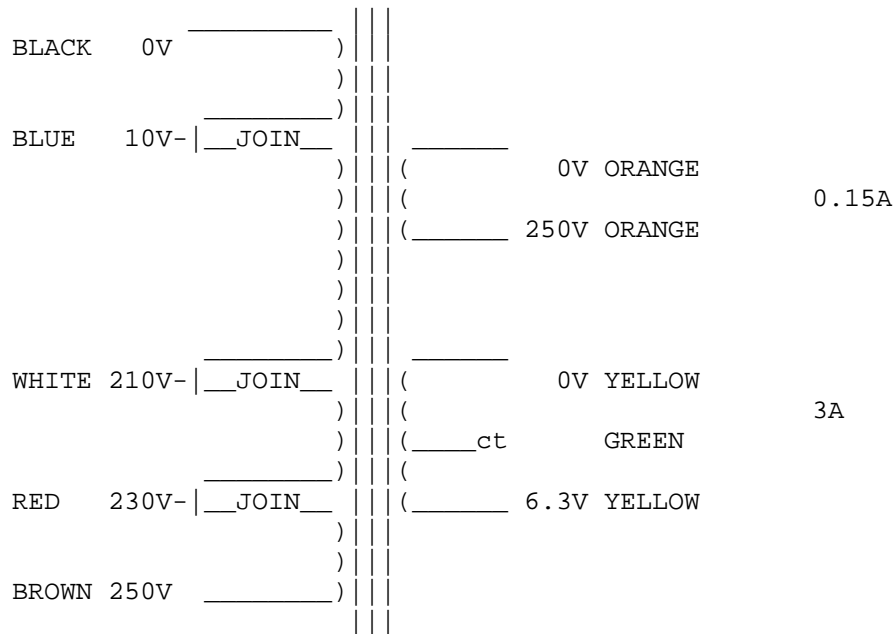 BLACK 0V
BLUE 10V- JOIN
0V ORANGE
0.15A
250V ORANGE
WHITE 210V- JOIN 0V YELLOW
3A
ct GREEN
RED 230V- JOIN 6.3V YELLOW
BROWN 250V